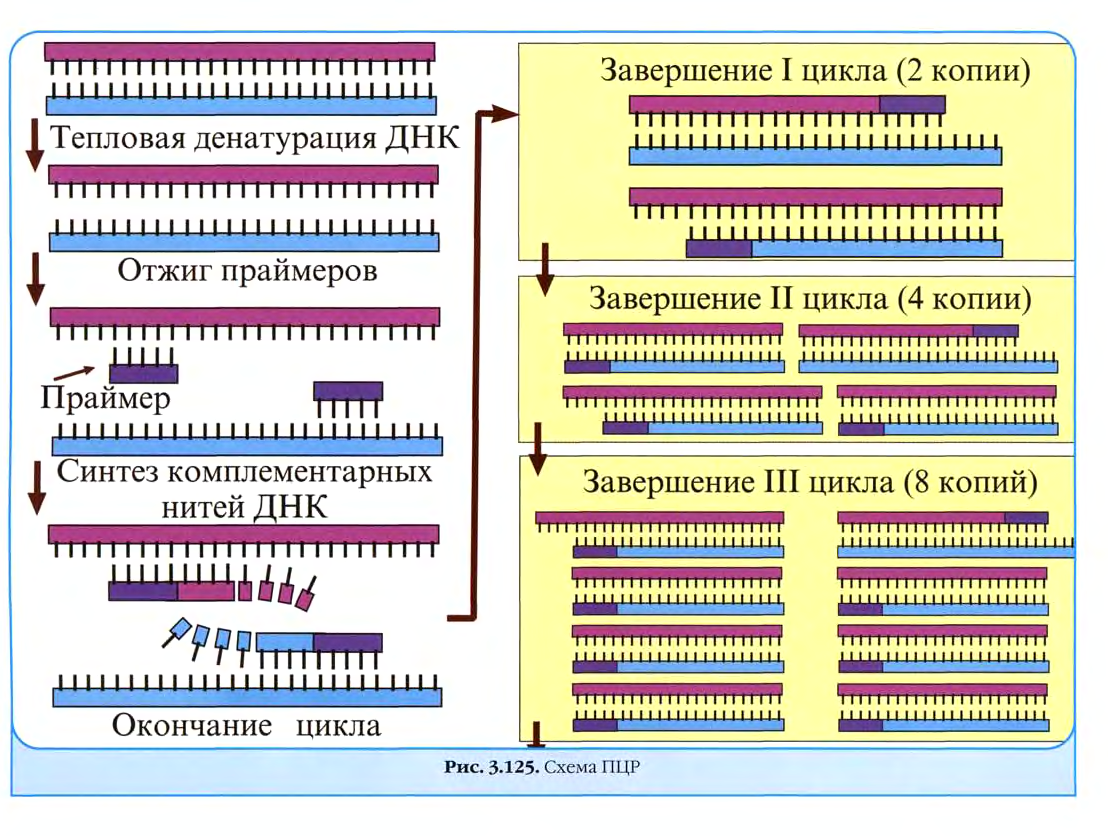 Тепловая денатурация ДНК
Отжиг праймеров
Праймер
Синтез комплементарных
нитей ДНК
Окончание цикла
Завершение I цикла (2 копии)
Завершение II цикла (4 копии)
Завершение III цикла (8 копий)
Рис. 3.125. Схема ПЦР